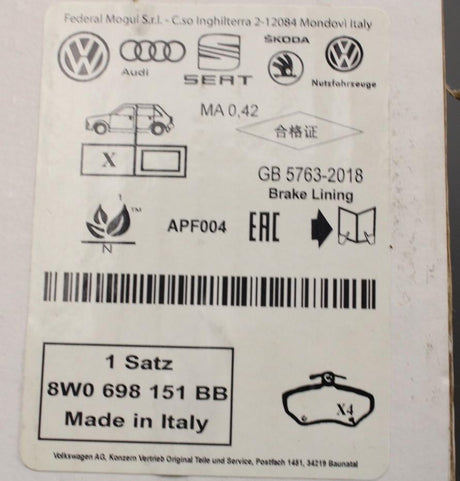 Federal Mogul S.r.l. - C.so Inghilterra 2-12084 Mondovi Italy
Audi
SEAT
ŠKODA
Nutzfahrzeuge
MA 0,42
合格证
X
GB 5763-2018
Brake Lining
1
TM
N
APF004
EAC
1 Satz
8W0 698 151 BB
Made in Italy
X4
Volkswagen AG, Konzern Vertrieb Original Teile und Service, Postfach 1481, 34219 Baunatal